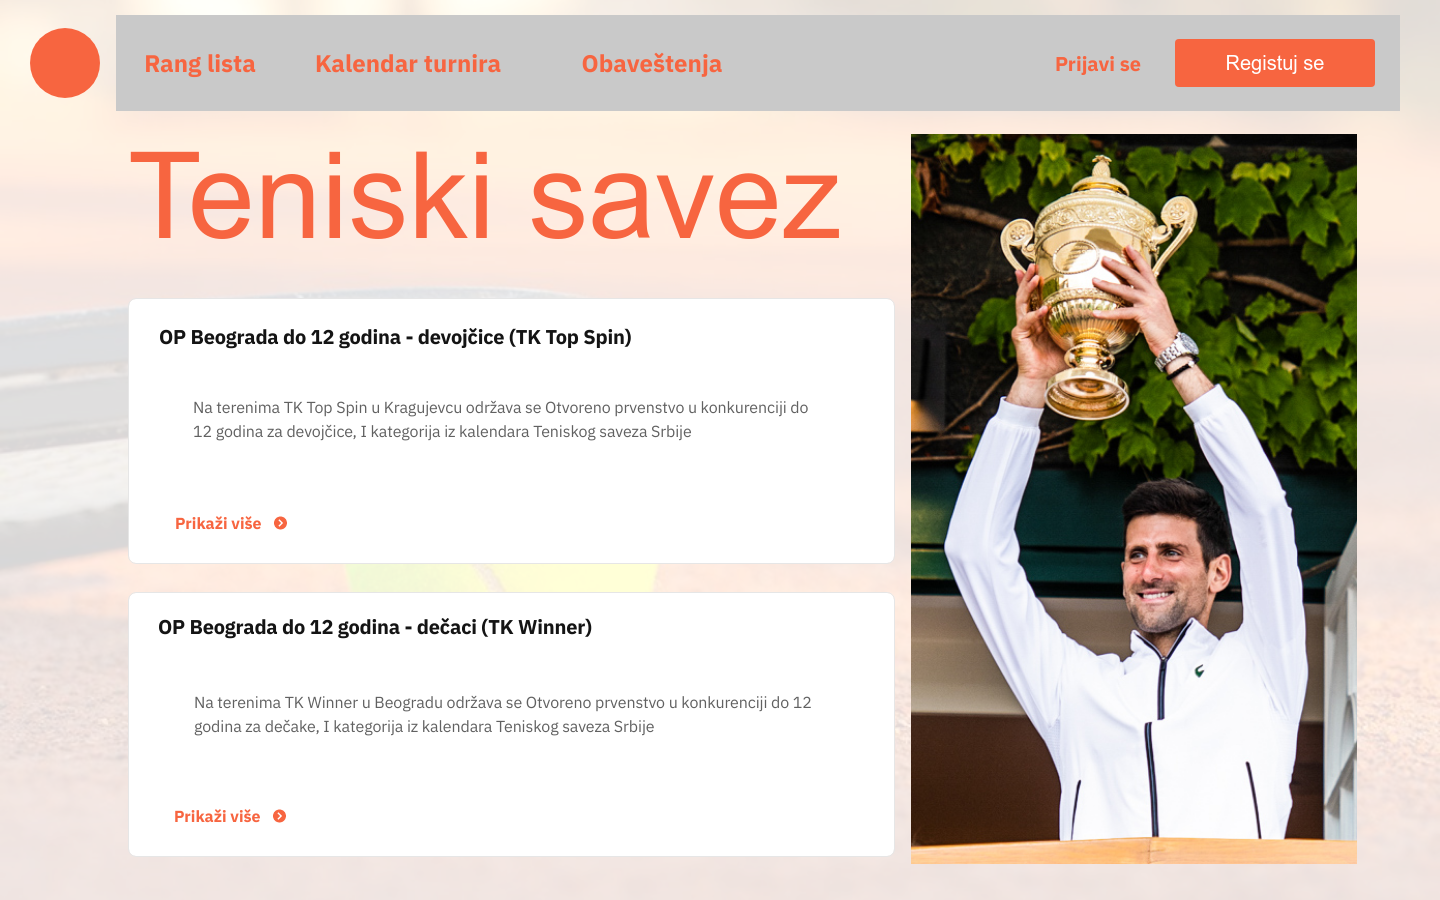 Rang lista
Kalendar turnira
Obaveštenja
Prijavi se
Registuj se
Teniski savez
OP Beograda do 12 godina - devojčice (TK Top Spin)
Na terenima TK Top Spin u Kragujevcu održava se Otvoreno prvenstvo u konkurenciji do
12 godina za devojčice, I kategorija iz kalendara Teniskog saveza Srbije
Prikaži više
OP Beograda do 12 godina - dečaci (TK Winner)
Na terenima TK Winner u Beogradu održava se Otvoreno prvenstvo u konkurenciji do 12
godina za dečake, I kategorija iz kalendara Teniskog saveza Srbije
Prikaži više